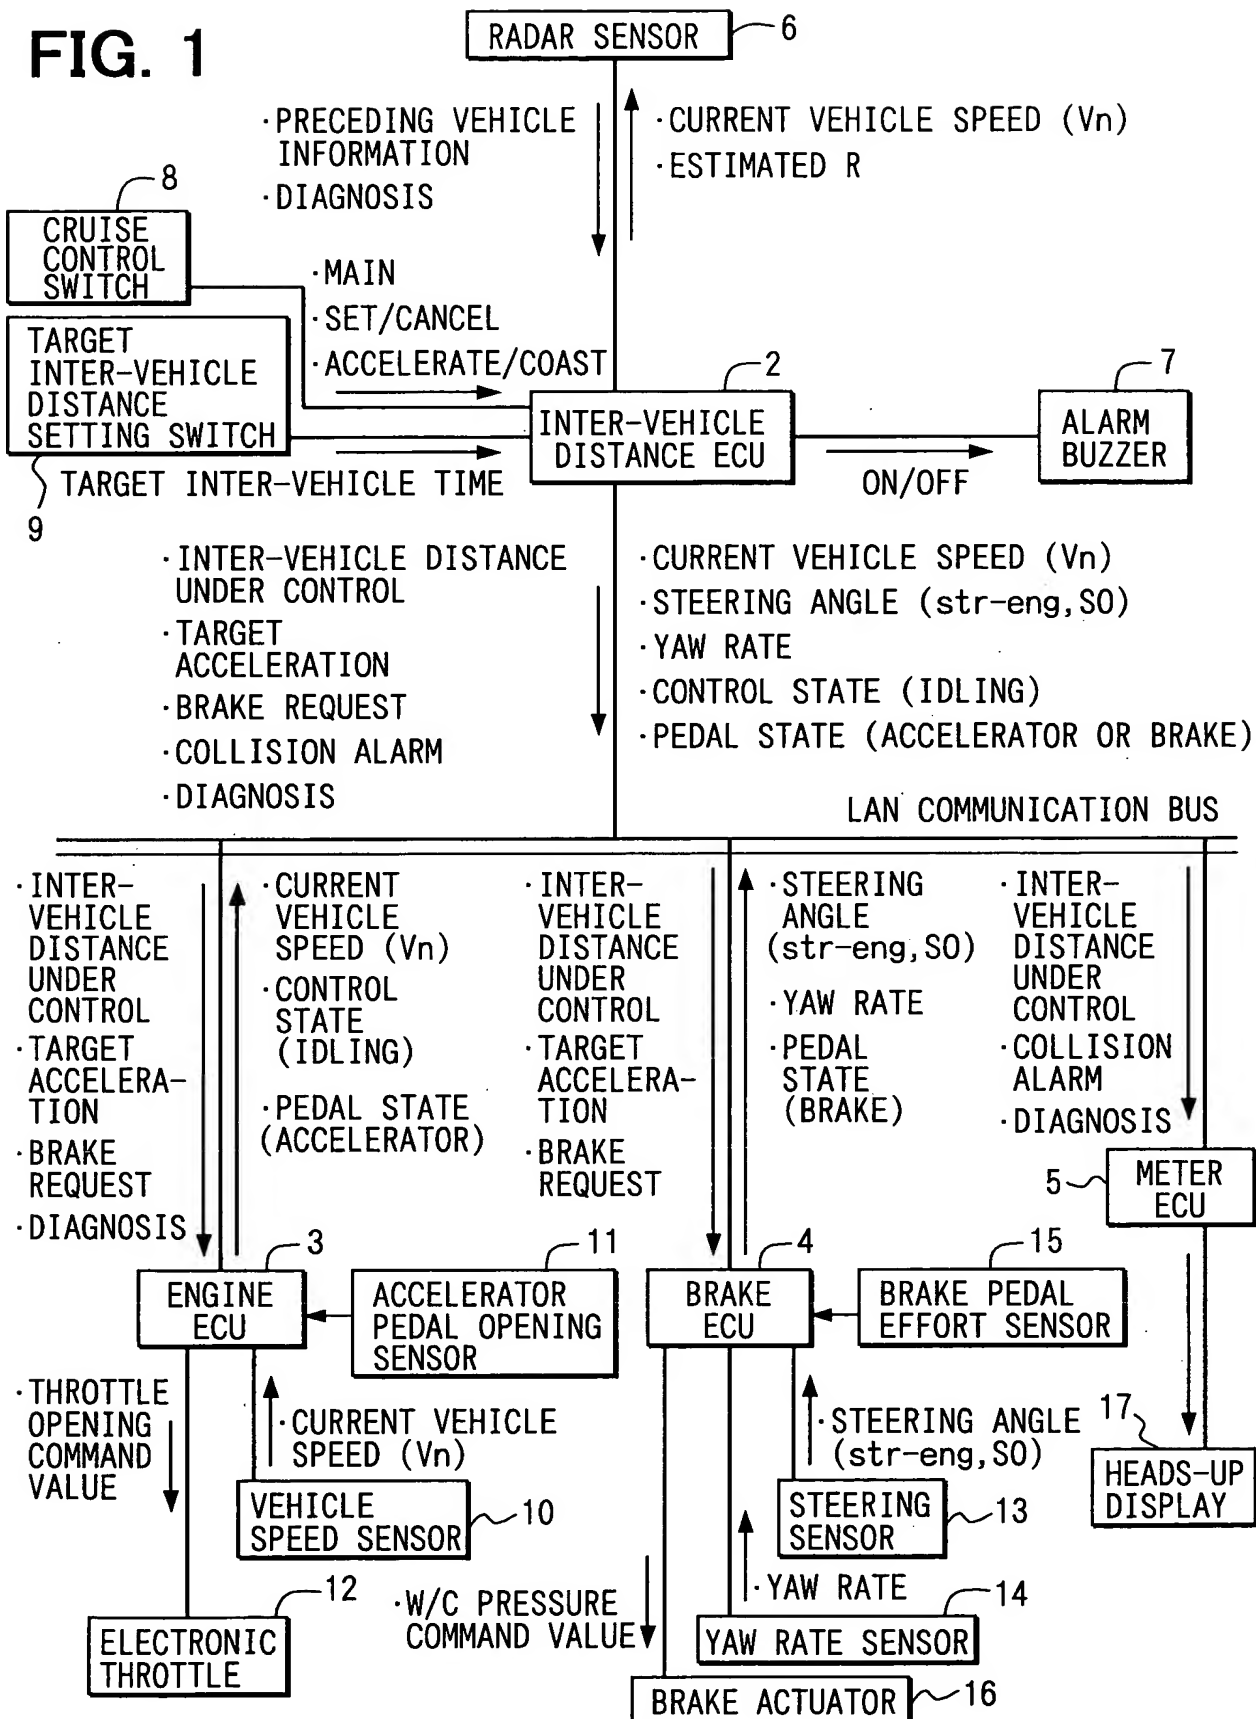 FIG. 1
RADAR SENSOR
6
·PRECEDING VEHICLE
INFORMATION
·DIAGNOSIS
·CURRENT VEHICLE SPEED (Vn)
·ESTIMATED R
8
CRUISE
CONTROL
SWITCH
·MAIN
·SET/CANCEL
·ACCELERATE/COAST
TARGET
INTER-VEHICLE
DISTANCE
SETTING SWITCH
9
TARGET INTER-VEHICLE TIME
2
INTER-VEHICLE
DISTANCE ECU
7
ALARM
BUZZER
ON/OFF
·INTER-VEHICLE DISTANCE
UNDER CONTROL
·TARGET
ACCELERATION
·BRAKE REQUEST
·COLLISION ALARM
·DIAGNOSIS
·CURRENT VEHICLE SPEED (Vn)
·STEERING ANGLE (str-eng,SO)
·YAW RATE
·CONTROL STATE (IDLING)
·PEDAL STATE (ACCELERATOR OR BRAKE)
LAN COMMUNICATION BUS
·INTER-
VEHICLE
DISTANCE
UNDER
CONTROL
·TARGET
ACCELERA-
TION
·BRAKE
REQUEST
·DIAGNOSIS
·CURRENT
VEHICLE
SPEED (Vn)
·CONTROL
STATE
(IDLING)
·PEDAL STATE
(ACCELERATOR)
·INTER-
VEHICLE
DISTANCE
UNDER
CONTROL
·TARGET
ACCELERA-
TION
·BRAKE
REQUEST
·STEERING
ANGLE
(str-eng,SO)
·YAW RATE
·PEDAL
STATE
(BRAKE)
·INTER-
VEHICLE
DISTANCE
UNDER
CONTROL
·COLLISION
ALARM
·DIAGNOSIS
5
METER
ECU
3
ENGINE
ECU
11
ACCELERATOR
PEDAL OPENING
SENSOR
4
BRAKE
ECU
15
BRAKE PEDAL
EFFORT SENSOR
·THROTTLE
OPENING
COMMAND
VALUE
·CURRENT VEHICLE
SPEED (Vn)
·STEERING ANGLE
(str-eng,SO)
17
HEADS-UP
DISPLAY
VEHICLE
SPEED SENSOR
10
STEERING
SENSOR
13
12
ELECTRONIC
THROTTLE
·W/C PRESSURE
COMMAND VALUE
·YAW RATE
14
YAW RATE SENSOR
BRAKE ACTUATOR
16